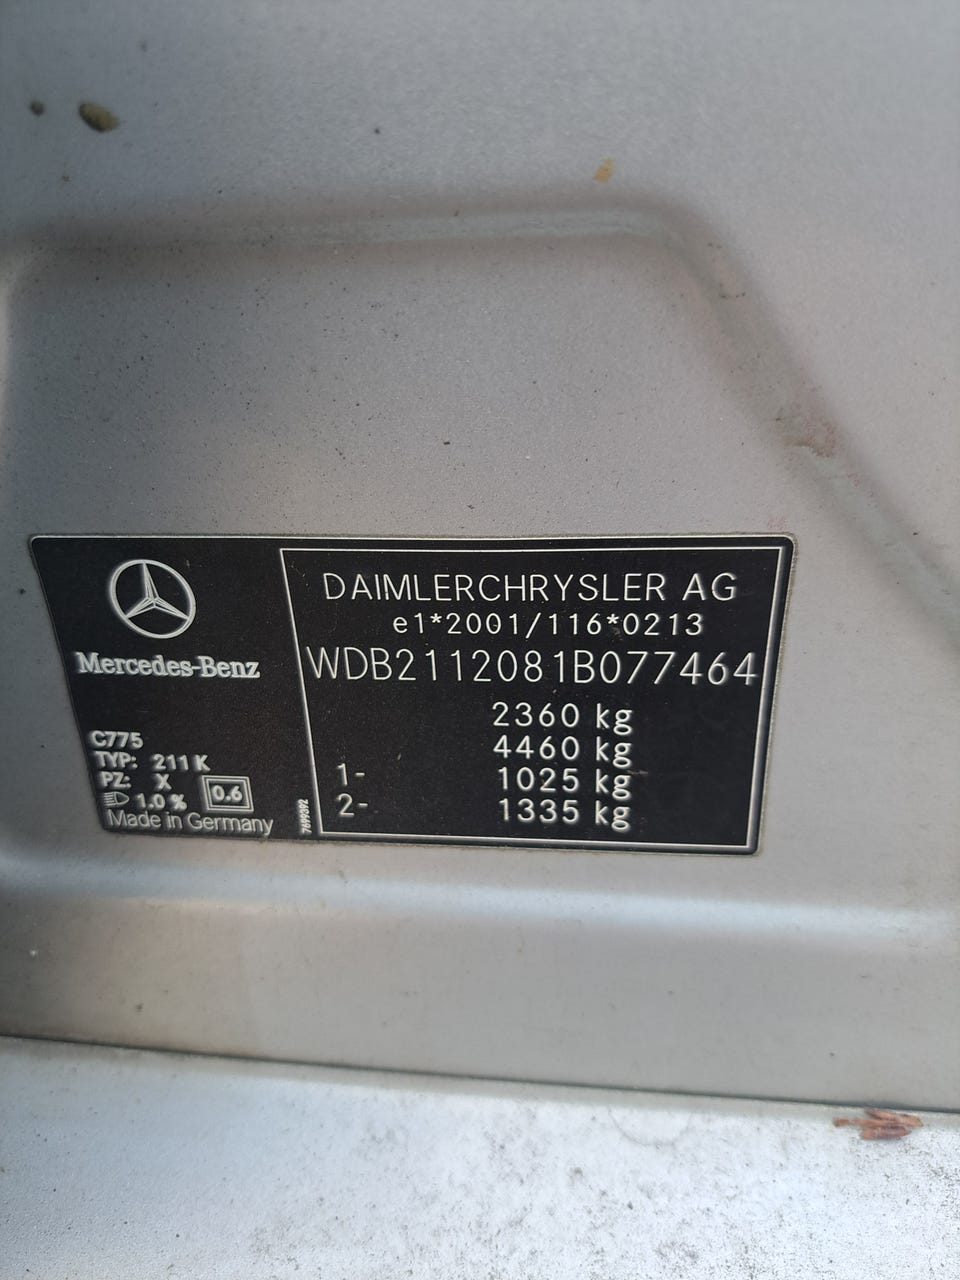 Mercedes-Benz
C775
TYP: 211 K
PZ: X
1.0 % 0.6
Made in Germany
7699392
DAIMLERCHRYSLER AG
e1*2001/116*0213
WDB2112081B077464
2360 kg
4460 kg
1- 1025 kg
2- 1335 kg